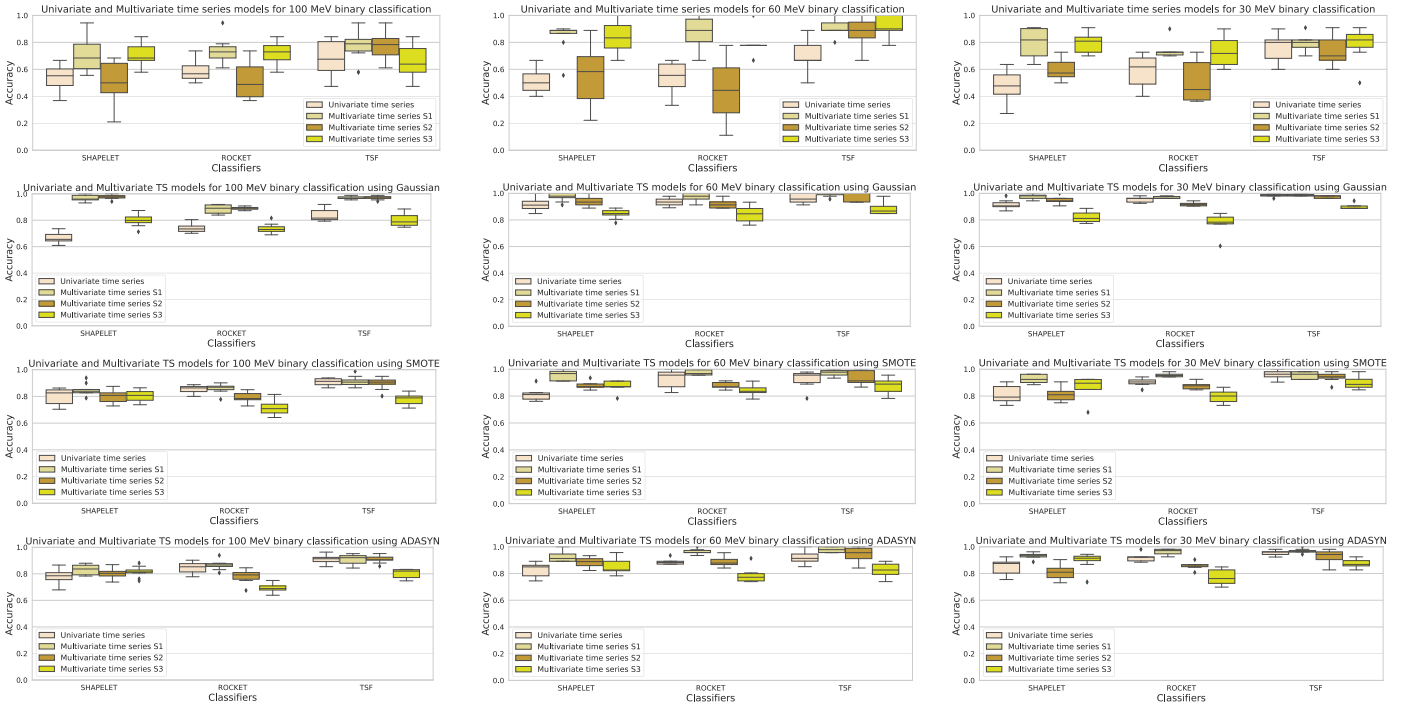 Univariate and Multivariate time series models for 100 MeV binary classification
1.0
0.8
0.6
0.4
0.2
0.0
Accuracy
Univariate time series
Multivariate time series S1
Multivariate time series S2
Multivariate time series S3
SHAPELET
ROCKET
TSF
Classifiers
Univariate and Multivariate time series models for 60 MeV binary classification
1.0
0.8
0.6
0.4
0.2
0.0
Accuracy
Univariate time series
Multivariate time series S1
Multivariate time series S2
Multivariate time series S3
SHAPELET
ROCKET
TSF
Classifiers
Univariate and Multivariate time series models for 30 MeV binary classification
1.0
0.8
0.6
0.4
0.2
0.0
Accuracy
Univariate time series
Multivariate time series S1
Multivariate time series S2
Multivariate time series S3
SHAPELET
ROCKET
TSF
Classifiers
Univariate and Multivariate TS models for 100 MeV binary classification using Gaussian
1.0
0.8
0.6
0.4
0.2
0.0
Accuracy
Univariate time series
Multivariate time series S1
Multivariate time series S2
Multivariate time series S3
SHAPELET
ROCKET
TSF
Classifiers
Univariate and Multivariate TS models for 60 MeV binary classification using Gaussian
1.0
0.8
0.6
0.4
0.2
0.0
Accuracy
Univariate time series
Multivariate time series S1
Multivariate time series S2
Multivariate time series S3
SHAPELET
ROCKET
TSF
Classifiers
Univariate and Multivariate TS models for 30 MeV binary classification using Gaussian
1.0
0.8
0.6
0.4
0.2
0.0
Accuracy
Univariate time series
Multivariate time series S1
Multivariate time series S2
Multivariate time series S3
SHAPELET
ROCKET
TSF
Classifiers
Univariate and Multivariate TS models for 100 MeV binary classification using SMOTE
1.0
0.8
0.6
0.4
0.2
0.0
Accuracy
Univariate time series
Multivariate time series S1
Multivariate time series S2
Multivariate time series S3
SHAPELET
ROCKET
TSF
Classifiers
Univariate and Multivariate TS models for 60 MeV binary classification using SMOTE
1.0
0.8
0.6
0.4
0.2
0.0
Accuracy
Univariate time series
Multivariate time series S1
Multivariate time series S2
Multivariate time series S3
SHAPELET
ROCKET
TSF
Classifiers
Univariate and Multivariate TS models for 30 MeV binary classification using SMOTE
1.0
0.8
0.6
0.4
0.2
0.0
Accuracy
Univariate time series
Multivariate time series S1
Multivariate time series S2
Multivariate time series S3
SHAPELET
ROCKET
TSF
Classifiers
Univariate and Multivariate TS models for 100 MeV binary classification using ADASYN
1.0
0.8
0.6
0.4
0.2
0.0
Accuracy
Univariate time series
Multivariate time series S1
Multivariate time series S2
Multivariate time series S3
SHAPELET
ROCKET
TSF
Classifiers
Univariate and Multivariate TS models for 60 MeV binary classification using ADASYN
1.0
0.8
0.6
0.4
0.2
0.0
Accuracy
Univariate time series
Multivariate time series S1
Multivariate time series S2
Multivariate time series S3
SHAPELET
ROCKET
TSF
Classifiers
Univariate and Multivariate TS models for 30 MeV binary classification using ADASYN
1.0
0.8
0.6
0.4
0.2
0.0
Accuracy
Univariate time series
Multivariate time series S1
Multivariate time series S2
Multivariate time series S3
SHAPELET
ROCKET
TSF
Classifiers